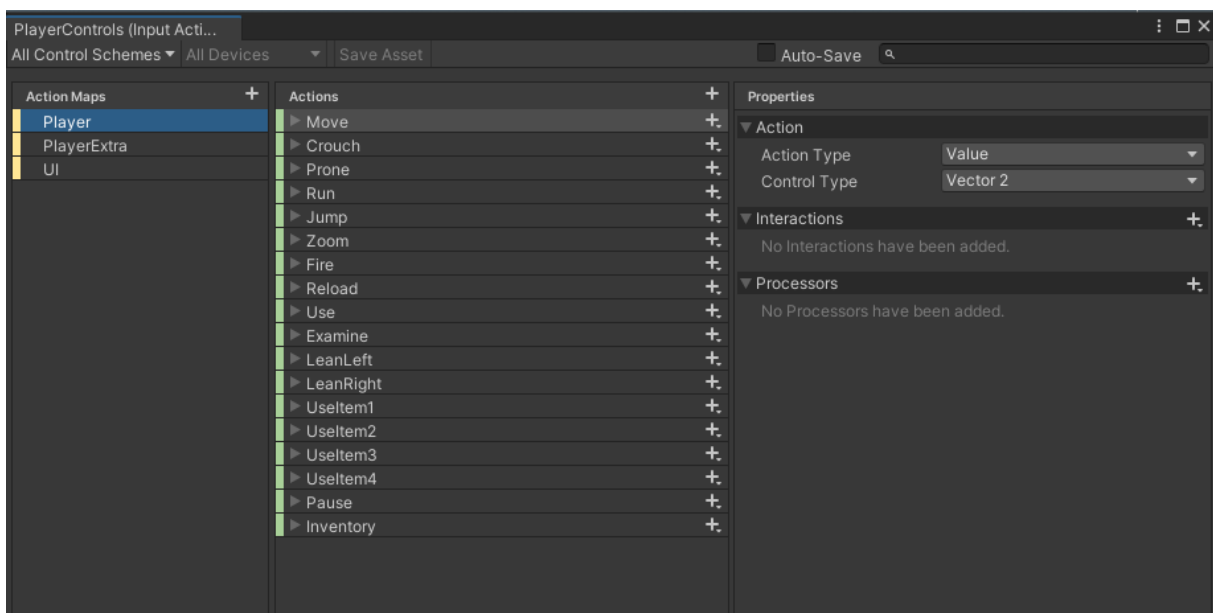 PlayerControls (Input Acti...
All Control Schemes All Devices Save Asset Auto-Save
Action Maps
Player
PlayerExtra
UI
Actions
Move
Crouch
Prone
Run
Jump
Zoom
Fire
Reload
Use
Examine
LeanLeft
LeanRight
UseItem1
UseItem2
UseItem3
UseItem4
Pause
Inventory
Properties
Action
Action Type Value
Control Type Vector 2
Interactions
No Interactions have been added.
Processors
No Processors have been added.